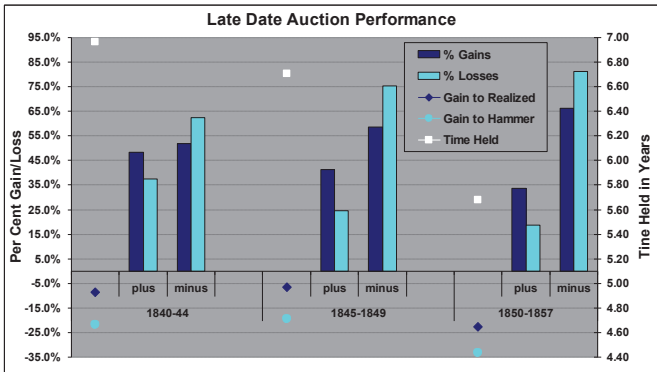 Late Date Auction Performance
Per Cent Gain/Loss
95.0%
85.0%
75.0%
65.0%
55.0%
45.0%
35.0%
25.0%
15.0%
5.0%
-5.0%
-15.0%
-25.0%
-35.0%
% Gains
% Losses
Gain to Realized
Gain to Hammer
Time Held
plus minus plus minus plus minus
1840-44 1845-1849 1850-1857
7.00
6.80
6.60
6.40
6.20
6.00
5.80
5.60
5.40
5.20
5.00
4.80
4.60
4.40
Tine Held in Years